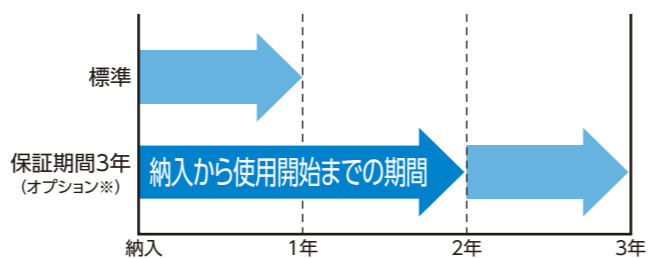 標準
保証期間3年
(オプション※)
納入から使用開始までの期間
納入
1年
2年
3年